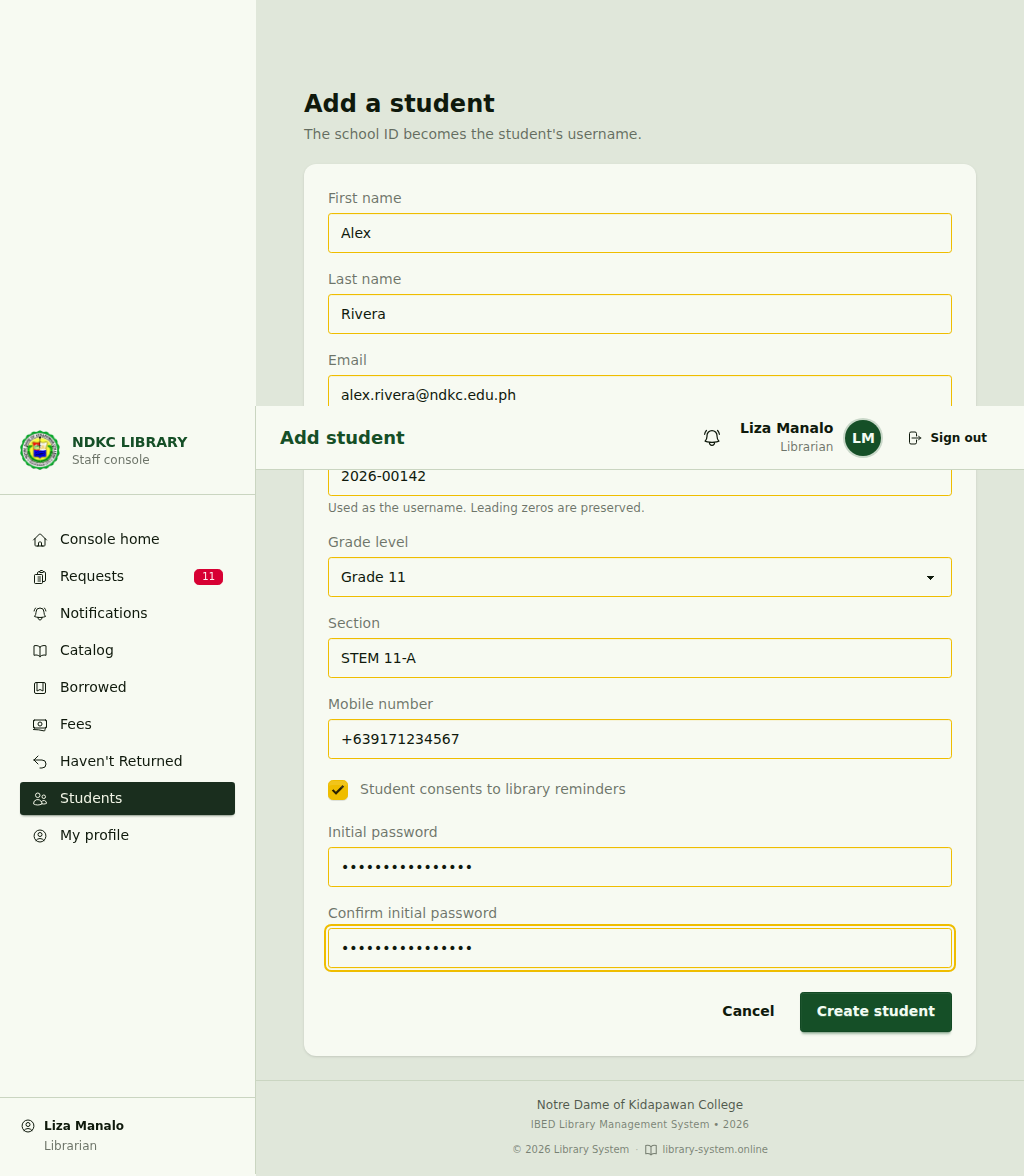 Add a student
The school ID becomes the student's username.
First name
Alex
Last name
Rivera
Email
alex.rivera@ndkc.edu.ph
NDKC LIBRARY
Staff console
Add student
Liza Manalo
Librarian
LM
Sign out
2026-00142
Used as the username. Leading zeros are preserved.
Console home
Requests
11
Notifications
Catalog
Borrowed
Fees
Haven't Returned
Students
My profile
Grade level
Grade 11
Section
STEM 11-A
Mobile number
+639171234567
Student consents to library reminders
Initial password
••••••••••••••••
Confirm initial password
••••••••••••••••
Cancel
Create student
Liza Manalo
Librarian
Notre Dame of Kidapawan College
IBED Library Management System • 2026
© 2026 Library System · library-system.online